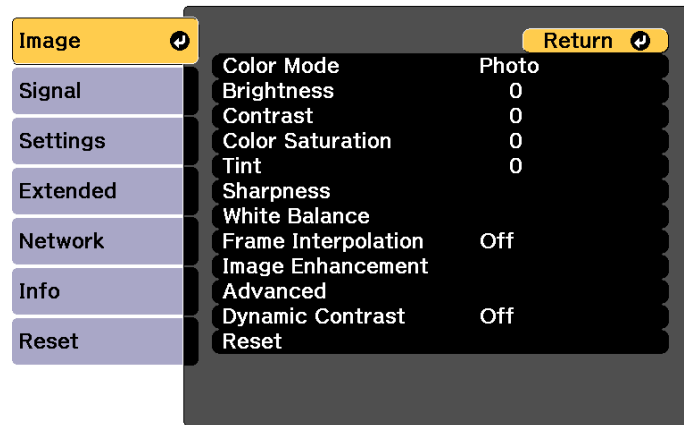 Image
Signal
Settings
Extended
Network
Info
Reset
Return
Color Mode Photo
Brightness 0
Contrast 0
Color Saturation 0
Tint 0
Sharpness
White Balance
Frame Interpolation Off
Image Enhancement
Advanced
Dynamic Contrast Off
Reset